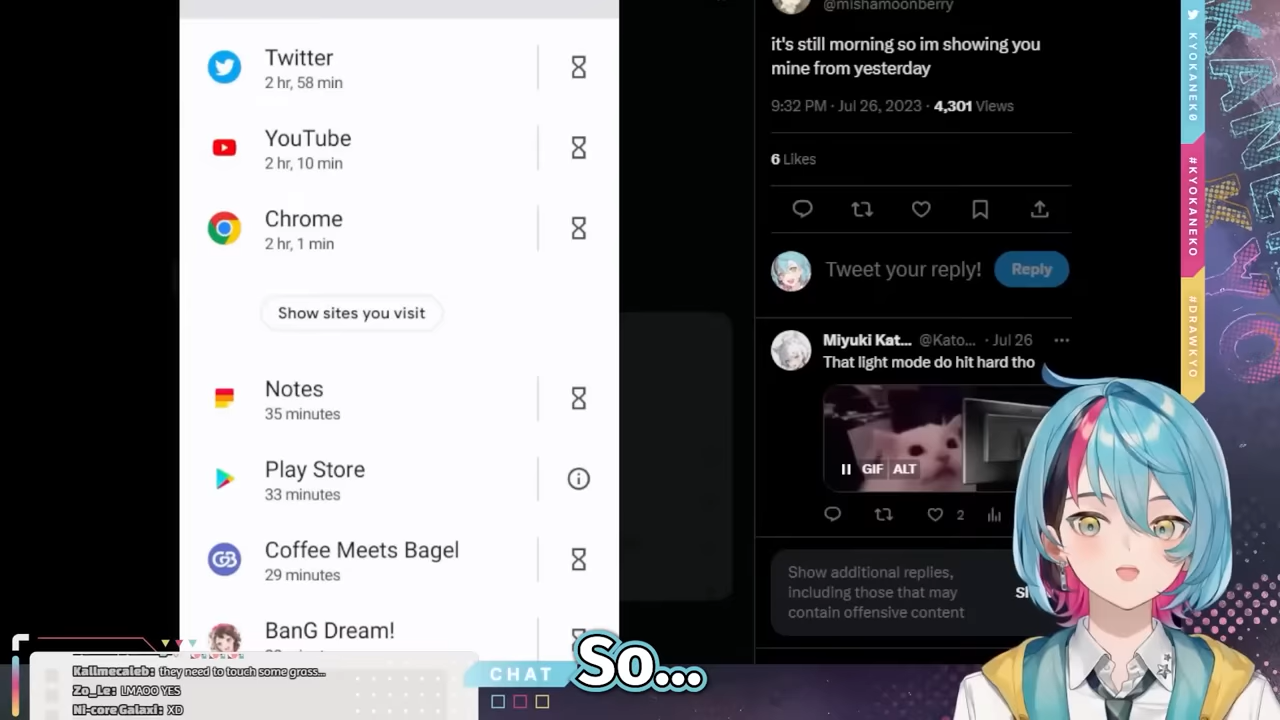 Twitter
2 hr, 58 min
YouTube
2 hr, 10 min
Chrome
2 hr, 1 min
Show sites you visit
Notes
35 minutes
Play Store
33 minutes
Coffee Meets Bagel
29 minutes
BanG Dream!
@mishamoonberry
it's still morning so im showing you
mine from yesterday
9:32 PM · Jul 26, 2023 · 4,301 Views
6 Likes
Tweet your reply!
Reply
Miyuki Kat... @Kato... · Jul 26
That light mode do hit hard tho
GIF ALT
2
Show additional replies,
including those that may
contain offensive content
KYOKANEKO
#KYOKANEKO
#DRAWKYO
Kalimecaleb: they need to touch some grass...
Zo_Le: LMAOO YES
Ni-core Galaxi: XD
CHAT
So...